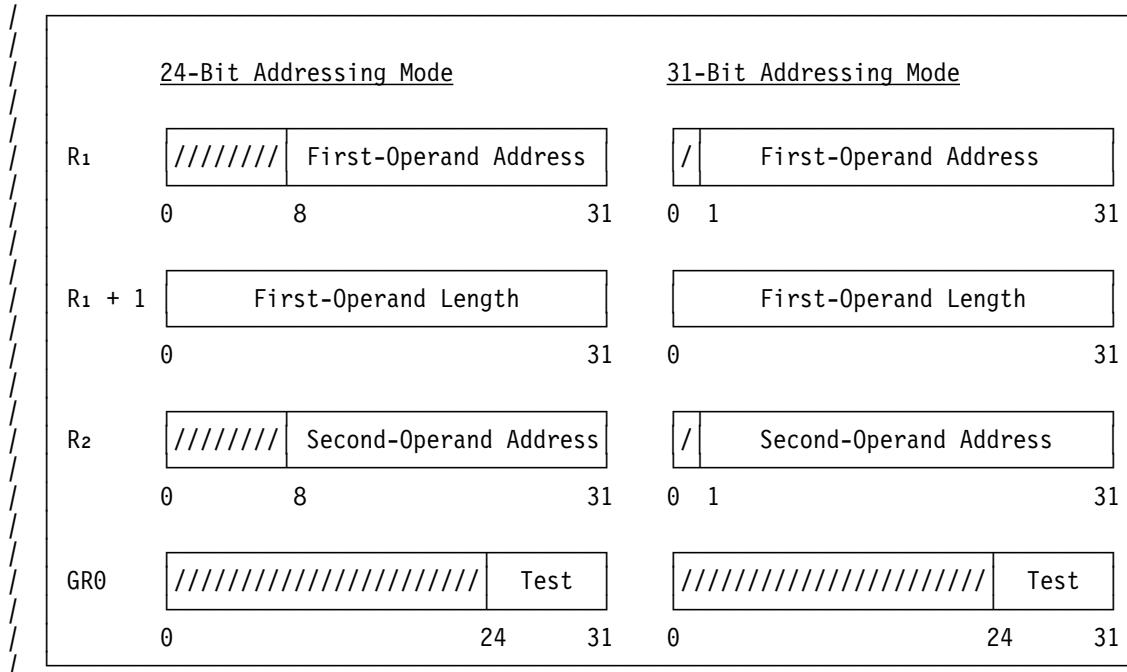 24-Bit Addressing Mode 31-Bit Addressing Mode
R₁ //////// First-Operand Address / First-Operand Address
0 8 31 0 1 31
R₁ + 1 First-Operand Length First-Operand Length
0 31 0 31
R₂ //////// Second-Operand Address / Second-Operand Address
0 8 31 0 1 31
GR0 /////////////////////// Test /////////////////////// Test
0 24 31 0 24 31